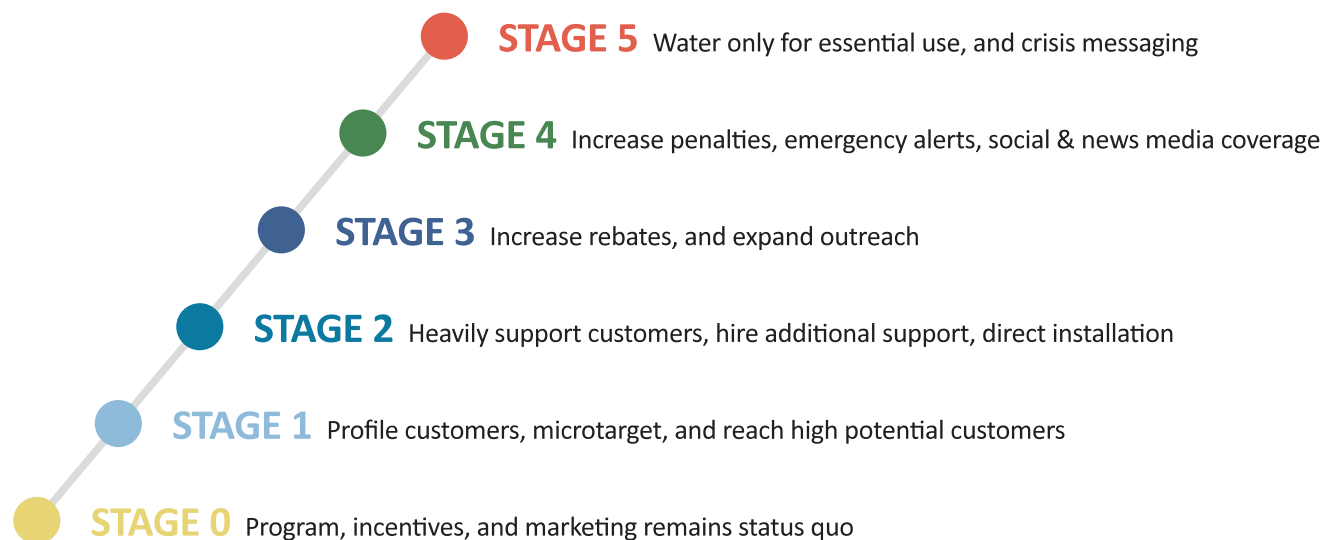 STAGE 5 Water only for essential use, and crisis messaging
STAGE 4 Increase penalties, emergency alerts, social & news media coverage
STAGE 3 Increase rebates, and expand outreach
STAGE 2 Heavily support customers, hire additional support, direct installation
STAGE 1 Profile customers, microtarget, and reach high potential customers
STAGE 0 Program, incentives, and marketing remains status quo